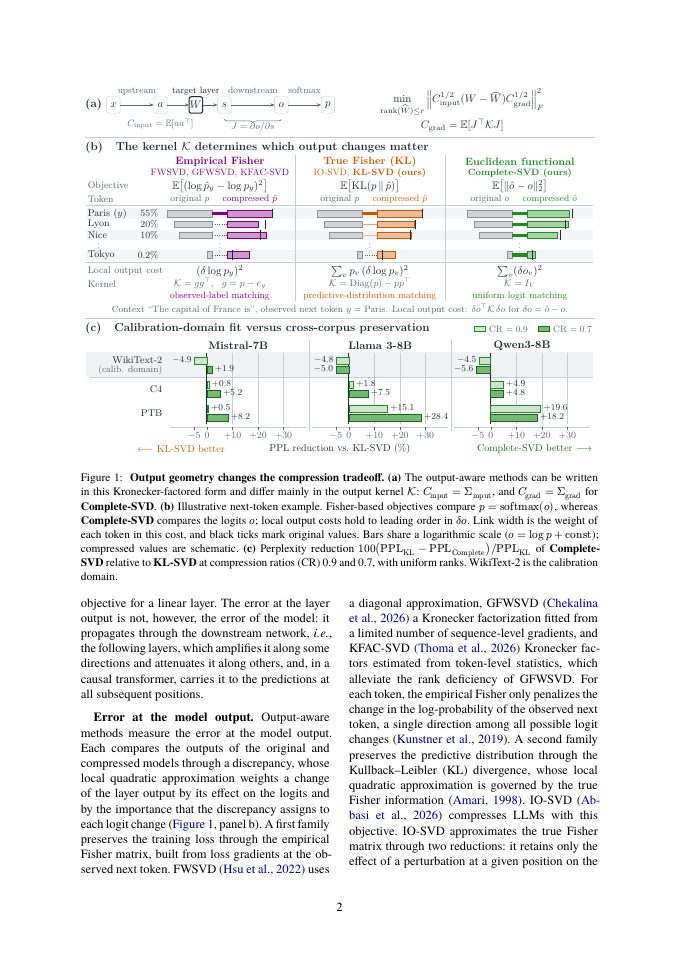 upstream target layer downstream softmax
(a) x a W s o p
C_input = E[aa⊤] J = ∂o/∂s
min rank(Ŵ)≤r ‖C_input^{1/2}(W − Ŵ)C_grad^{1/2}‖²_F
C_grad = E[J⊤𝒦J]
(b) The kernel 𝒦 determines which output changes matter
Empirical Fisher True Fisher (KL) Euclidean functional
FWSVD, GFWSVD, KFAC-SVD IO-SVD, KL-SVD (ours) Complete-SVD (ours)
Objective E[(log p̂_y − log p_y)²] E[KL(p ‖ p̂)] E[‖ô − o‖²₂]
Token original p compressed p̂ original p compressed p̂ original o compressed ô
Paris (y) 55%
Lyon 20%
Nice 10%
⋮
Tokyo 0.2%
Local output cost (δ log p_y)² ∑_v p_v (δ log p_v)² ∑_v(δo_v)²
Kernel 𝒦 = gg⊤, g = p − e_y 𝒦 = Diag(p) − pp⊤ 𝒦 = I_V
observed-label matching predictive-distribution matching uniform logit matching
Context “The capital of France is”, observed next token y = Paris. Local output cost: δo⊤𝒦 δo for δo = ô − o.
(c) Calibration-domain fit versus cross-corpus preservation CR = 0.9 CR = 0.7
Mistral-7B Llama 3-8B Qwen3-8B
WikiText-2 −4.9 −4.8 −4.5
(calib. domain) +1.9 −5.0 −5.6
C4 +0.8 +1.8 +4.9
+5.2 +7.5 +4.8
PTB +0.5 +15.1 +19.6
+8.2 +28.4 +18.2
−5 0 +10 +20 +30 −5 0 +10 +20 +30 −5 0 +10 +20 +30
⟵ KL-SVD better PPL reduction vs. KL-SVD (%) Complete-SVD better ⟶
Figure 1: Output geometry changes the compression tradeoff. (a) The output-aware methods can be written
in this Kronecker-factored form and differ mainly in the output kernel 𝒦: C_input = Σ_input, and C_grad = Σ_grad for
Complete-SVD. (b) Illustrative next-token example. Fisher-based objectives compare p = softmax(o), whereas
Complete-SVD compares the logits o; local output costs hold to leading order in δo. Link width is the weight of
each token in this cost, and black ticks mark original values. Bars share a logarithmic scale (o = log p + const);
compressed values are schematic. (c) Perplexity reduction 100(PPL_KL − PPL_Complete)/PPL_KL of Complete-
SVD relative to KL-SVD at compression ratios (CR) 0.9 and 0.7, with uniform ranks. WikiText-2 is the calibration
domain.
objective for a linear layer. The error at the layer
output is not, however, the error of the model: it
propagates through the downstream network, i.e.,
the following layers, which amplifies it along some
directions and attenuates it along others, and, in a
causal transformer, carries it to the predictions at
all subsequent positions.
Error at the model output. Output-aware
methods measure the error at the model output.
Each compares the outputs of the original and
compressed models through a discrepancy, whose
local quadratic approximation weights a change
of the layer output by its effect on the logits and
by the importance that the discrepancy assigns to
each logit change (Figure 1, panel b). A first family
preserves the training loss through the empirical
Fisher matrix, built from loss gradients at the ob-
served next token. FWSVD (Hsu et al., 2022) uses
a diagonal approximation, GFWSVD (Chekalina
et al., 2026) a Kronecker factorization fitted from
a limited number of sequence-level gradients, and
KFAC-SVD (Thoma et al., 2026) Kronecker fac-
tors estimated from token-level statistics, which
alleviate the rank deficiency of GFWSVD. For
each token, the empirical Fisher only penalizes the
change in the log-probability of the observed next
token, a single direction among all possible logit
changes (Kunstner et al., 2019). A second family
preserves the predictive distribution through the
Kullback–Leibler (KL) divergence, whose local
quadratic approximation is governed by the true
Fisher information (Amari, 1998). IO-SVD (Ab-
basi et al., 2026) compresses LLMs with this
objective. IO-SVD approximates the true Fisher
matrix through two reductions: it retains only the
effect of a perturbation at a given position on the
2